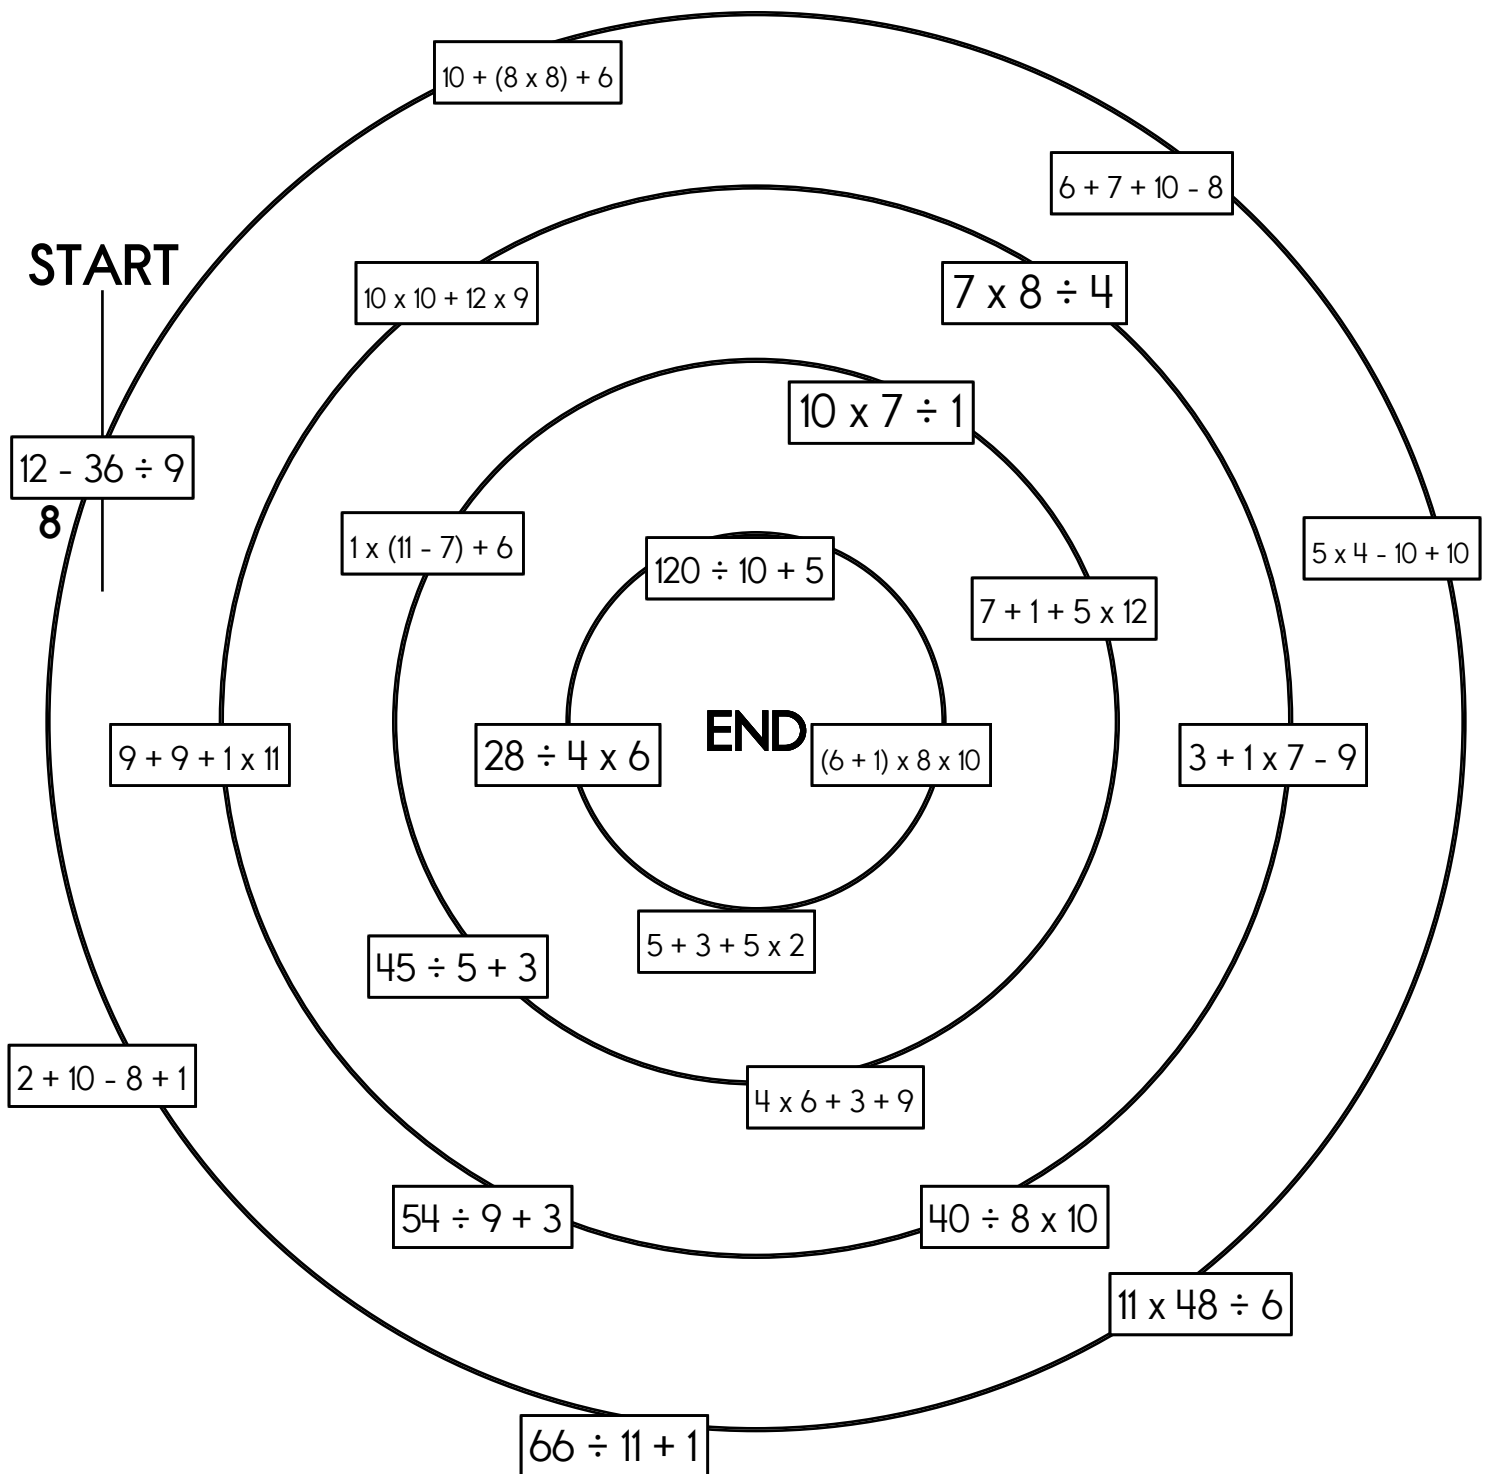 10 + (8 x 8) + 6
6 + 7 + 10 - 8
START
10 x 10 + 12 x 9
7 x 8 ÷ 4
10 x 7 ÷ 1
12 - 36 ÷ 9
8
1 x (11 - 7) + 6
5 x 4 - 10 + 10
120 ÷ 10 + 5
7 + 1 + 5 x 12
9 + 9 + 1 x 11
28 ÷ 4 x 6
END
(6 + 1) x 8 x 10
3 + 1 x 7 - 9
5 + 3 + 5 x 2
45 ÷ 5 + 3
2 + 10 - 8 + 1
4 x 6 + 3 + 9
54 ÷ 9 + 3
40 ÷ 8 x 10
11 x 48 ÷ 6
66 ÷ 11 + 1